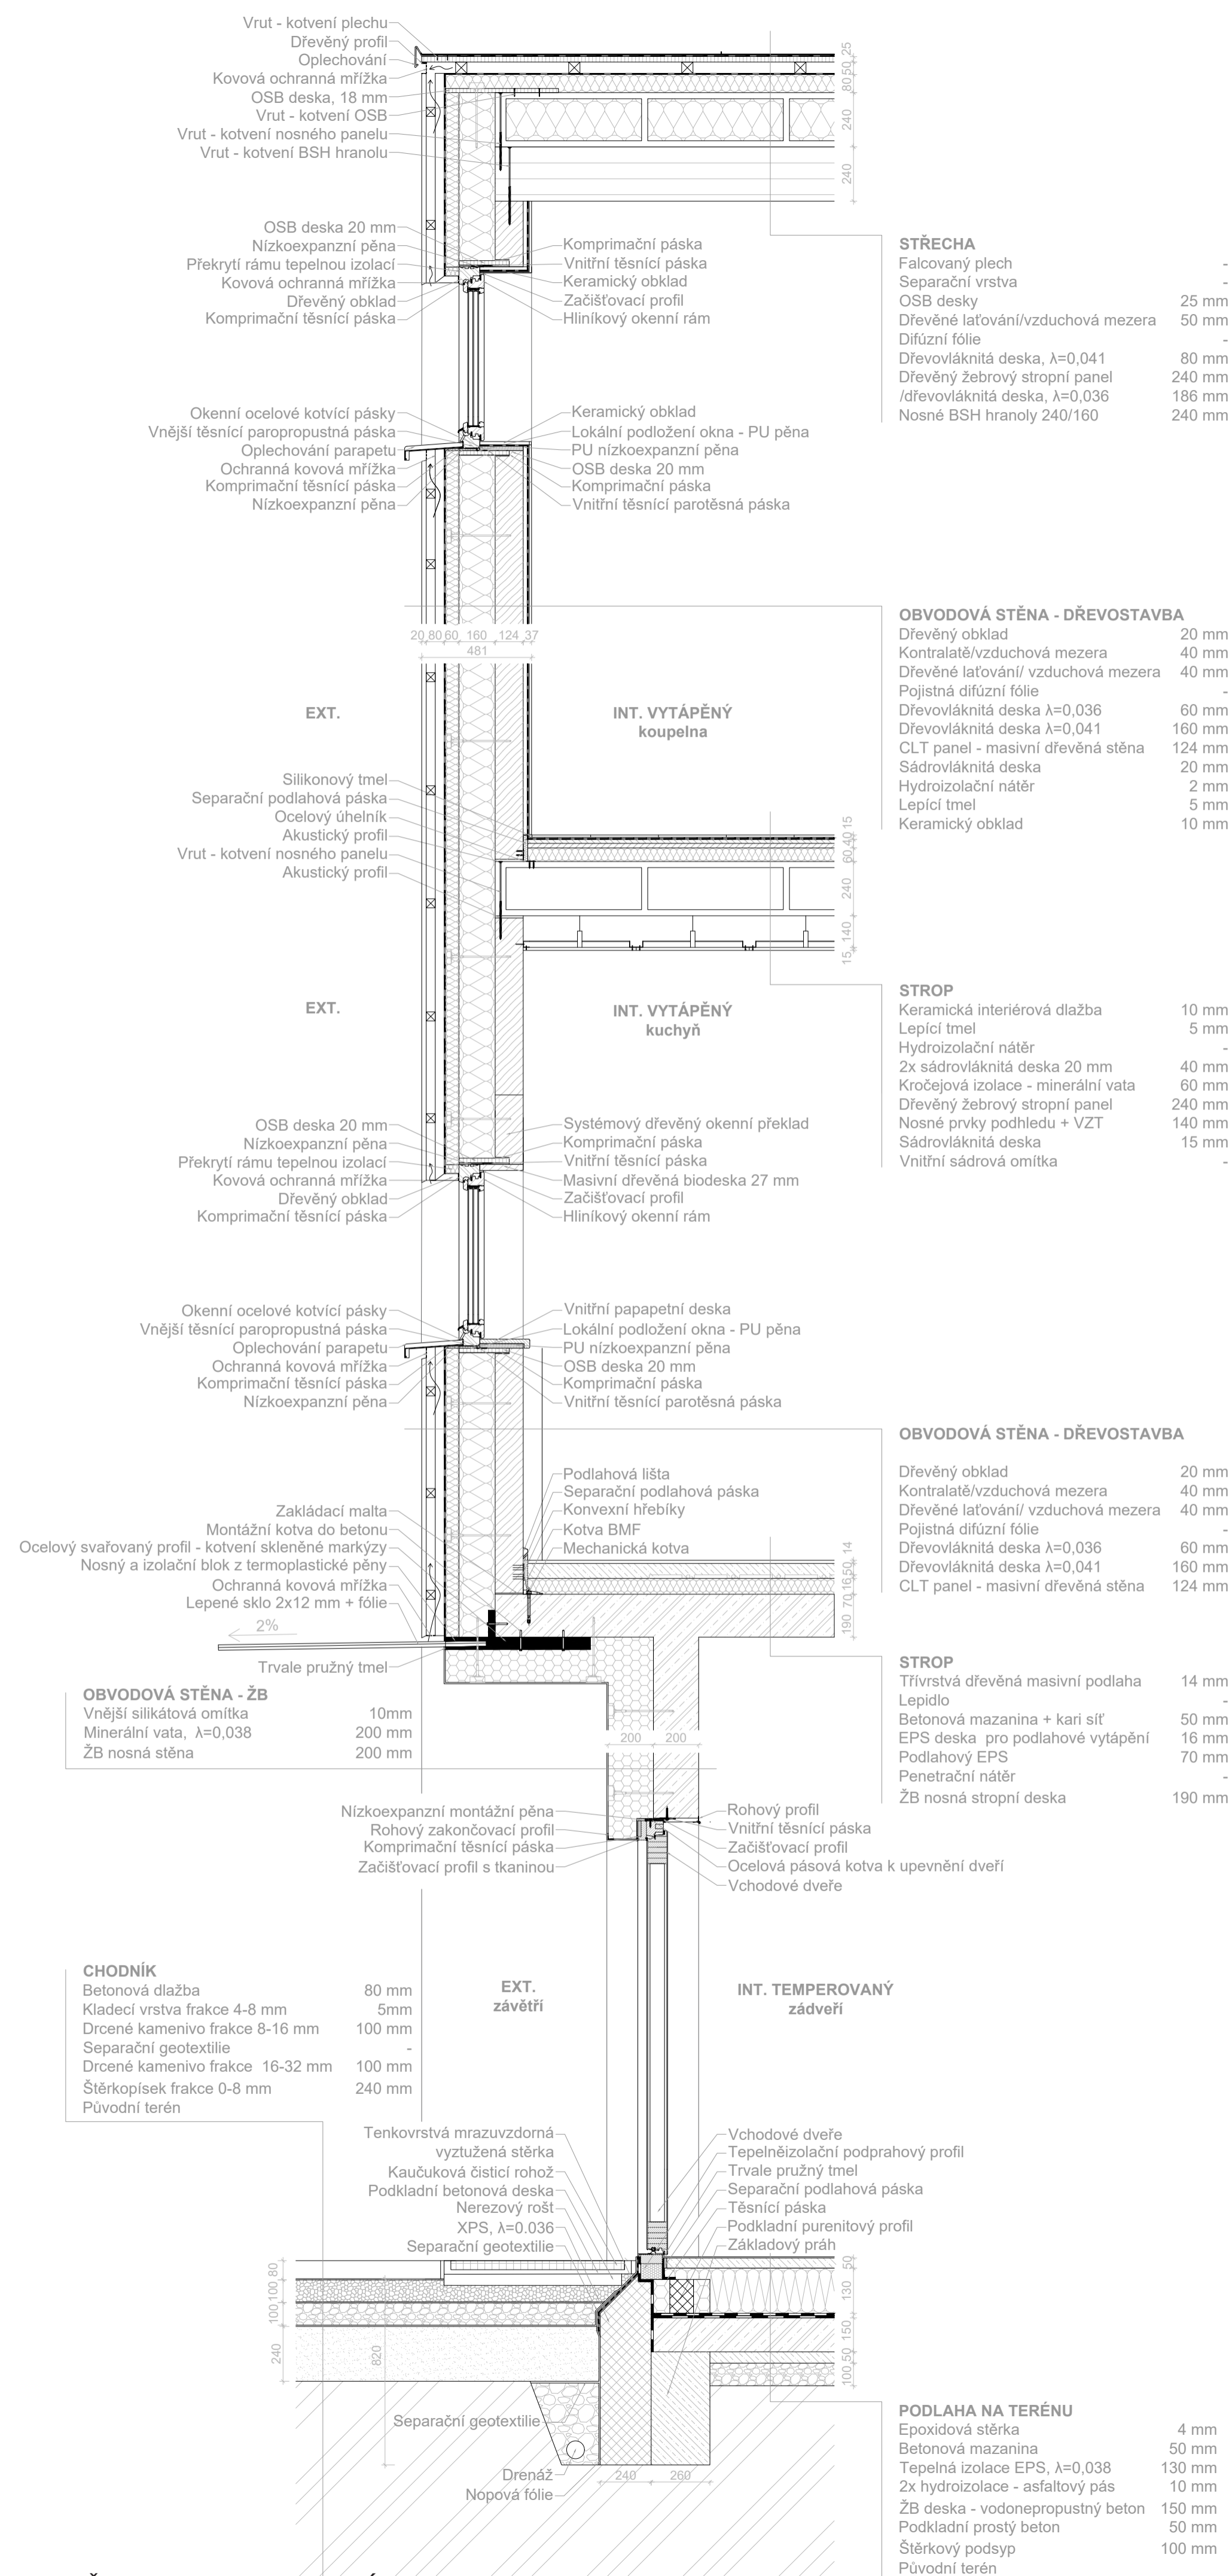 Vrut - kotvení plechu
Dřevěný profil
Oplechování
Kovová ochranná mřížka
OSB deska, 18 mm
Vrut - kotvení OSB
Vrut - kotvení nosného panelu
Vrut - kotvení BSH hranolu
25
50
80
240
240
OSB deska 20 mm
Nízkoexpanzní pěna
Překrytí rámu tepelnou izolací
Kovová ochranná mřížka
Dřevěný obklad
Komprimační těsnící páska
Komprimační páska
Vnitřní těsnící páska
Keramický obklad
Začišťovací profil
Hliníkový okenní rám
STŘECHA
Falcovaný plech -
Separační vrstva -
OSB desky 25 mm
Dřevěné laťování/vzduchová mezera 50 mm
Difúzní fólie -
Dřevovláknitá deska, λ=0,041 80 mm
Dřevěný žebrový stropní panel 240 mm
/dřevovláknitá deska, λ=0,036 186 mm
Nosné BSH hranoly 240/160 240 mm
Okenní ocelové kotvící pásky
Vnější těsnící paropropustná páska
Oplechování parapetu
Ochranná kovová mřížka
Komprimační těsnící páska
Nízkoexpanzní pěna
Keramický obklad
Lokální podložení okna - PU pěna
PU nízkoexpanzní pěna
OSB deska 20 mm
Komprimační páska
Vnitřní těsnící parotěsná páska
20 80 60 160 124 37
481
OBVODOVÁ STĚNA - DŘEVOSTAVBA
Dřevěný obklad 20 mm
Kontralatě/vzduchová mezera 40 mm
Dřevěné laťování/ vzduchová mezera 40 mm
Pojistná difúzní fólie -
Dřevovláknitá deska λ=0,036 60 mm
Dřevovláknitá deska λ=0,041 160 mm
CLT panel - masivní dřevěná stěna 124 mm
Sádrovláknitá deska 20 mm
Hydroizolační nátěr 2 mm
Lepící tmel 5 mm
Keramický obklad 10 mm
EXT.
INT. VYTÁPĚNÝ
koupelna
Silikonový tmel
Separační podlahová páska
Ocelový úhelník
Akustický profil
Vrut - kotvení nosného panelu
Akustický profil
15
40
60
240
140
15
EXT.
INT. VYTÁPĚNÝ
kuchyň
STROP
Keramická interiérová dlažba 10 mm
Lepící tmel 5 mm
Hydroizolační nátěr -
2x sádrovláknitá deska 20 mm 40 mm
Kročejová izolace - minerální vata 60 mm
Dřevěný žebrový stropní panel 240 mm
Nosné prvky podhledu + VZT 140 mm
Sádrovláknitá deska 15 mm
Vnitřní sádrová omítka -
OSB deska 20 mm
Nízkoexpanzní pěna
Překrytí rámu tepelnou izolací
Kovová ochranná mřížka
Dřevěný obklad
Komprimační těsnící páska
Systémový dřevěný okenní překlad
Komprimační páska
Vnitřní těsnící páska
Masivní dřevěná biodeska 27 mm
Začišťovací profil
Hliníkový okenní rám
Okenní ocelové kotvící pásky
Vnější těsnící paropropustná páska
Oplechování parapetu
Ochranná kovová mřížka
Komprimační těsnící páska
Nízkoexpanzní pěna
Vnitřní papapetní deska
Lokální podložení okna - PU pěna
PU nízkoexpanzní pěna
OSB deska 20 mm
Komprimační páska
Vnitřní těsnící parotěsná páska
OBVODOVÁ STĚNA - DŘEVOSTAVBA
Dřevěný obklad 20 mm
Kontralatě/vzduchová mezera 40 mm
Dřevěné laťování/ vzduchová mezera 40 mm
Pojistná difúzní fólie -
Dřevovláknitá deska λ=0,036 60 mm
Dřevovláknitá deska λ=0,041 160 mm
CLT panel - masivní dřevěná stěna 124 mm
Zakládací malta
Montážní kotva do betonu
Ocelový svařovaný profil - kotvení skleněné markýzy
Nosný a izolační blok z termoplastické pěny
Ochranná kovová mřížka
Lepené sklo 2x12 mm + fólie
2%
Trvale pružný tmel
Podlahová lišta
Separační podlahová páska
Konvexní hřebíky
Kotva BMF
Mechanická kotva
14
50
16
70
190
OBVODOVÁ STĚNA - ŽB
Vnější silikátová omítka 10mm
Minerální vata, λ=0,038 200 mm
ŽB nosná stěna 200 mm
200 200
STROP
Třívrstvá dřevěná masivní podlaha 14 mm
Lepidlo -
Betonová mazanina + kari síť 50 mm
EPS deska pro podlahové vytápění 16 mm
Podlahový EPS 70 mm
Penetrační nátěr -
ŽB nosná stropní deska 190 mm
Nízkoexpanzní montážní pěna
Rohový zakončovací profil
Komprimační těsnící páska
Začišťovací profil s tkaninou
Rohový profil
Vnitřní těsnící páska
Začišťovací profil
Ocelová pásová kotva k upevnění dveří
Vchodové dveře
CHODNÍK
Betonová dlažba 80 mm
Kladecí vrstva frakce 4-8 mm 5mm
Drcené kamenivo frakce 8-16 mm 100 mm
Separační geotextilie -
Drcené kamenivo frakce 16-32 mm 100 mm
Štěrkopísek frakce 0-8 mm 240 mm
Původní terén
EXT.
závětří
INT. TEMPEROVANÝ
zádveří
Tenkovrstvá mrazuvzdorná
vyztužená stěrka
Kaučuková čisticí rohož
Podkladní betonová deska
Nerezový rošt
XPS, λ=0.036
Separační geotextilie
Vchodové dveře
Tepelněizolační podprahový profil
Trvale pružný tmel
Separační podlahová páska
Těsnící páska
Podkladní purenitový profil
Základový práh
80
100
100
240
820
50
130
150
50
100
Separační geotextilie
Drenáž
Nopová fólie
240 260
PODLAHA NA TERÉNU
Epoxidová stěrka 4 mm
Betonová mazanina 50 mm
Tepelná izolace EPS, λ=0,038 130 mm
2x hydroizolace - asfaltový pás 10 mm
ŽB deska - vodonepropustný beton 150 mm
Podkladní prostý beton 50 mm
Štěrkový podsyp 100 mm
Původní terén